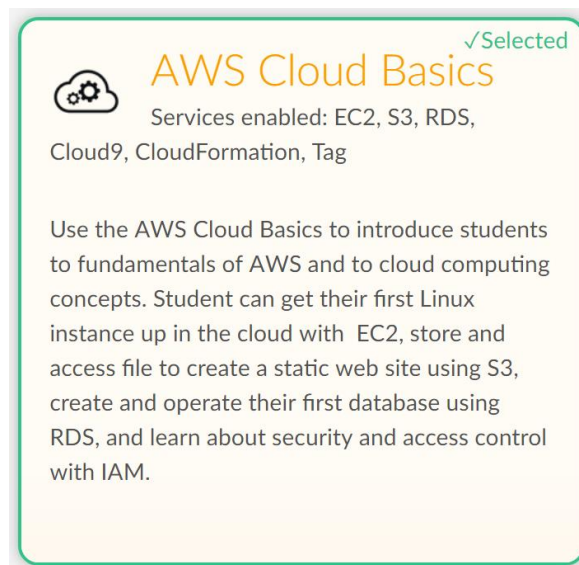 ✓Selected
AWS Cloud Basics
Services enabled: EC2, S3, RDS,
Cloud9, CloudFormation, Tag
Use the AWS Cloud Basics to introduce students
to fundamentals of AWS and to cloud computing
concepts. Student can get their first Linux
instance up in the cloud with  EC2, store and
access file to create a static web site using S3,
create and operate their first database using
RDS, and learn about security and access control
with IAM.